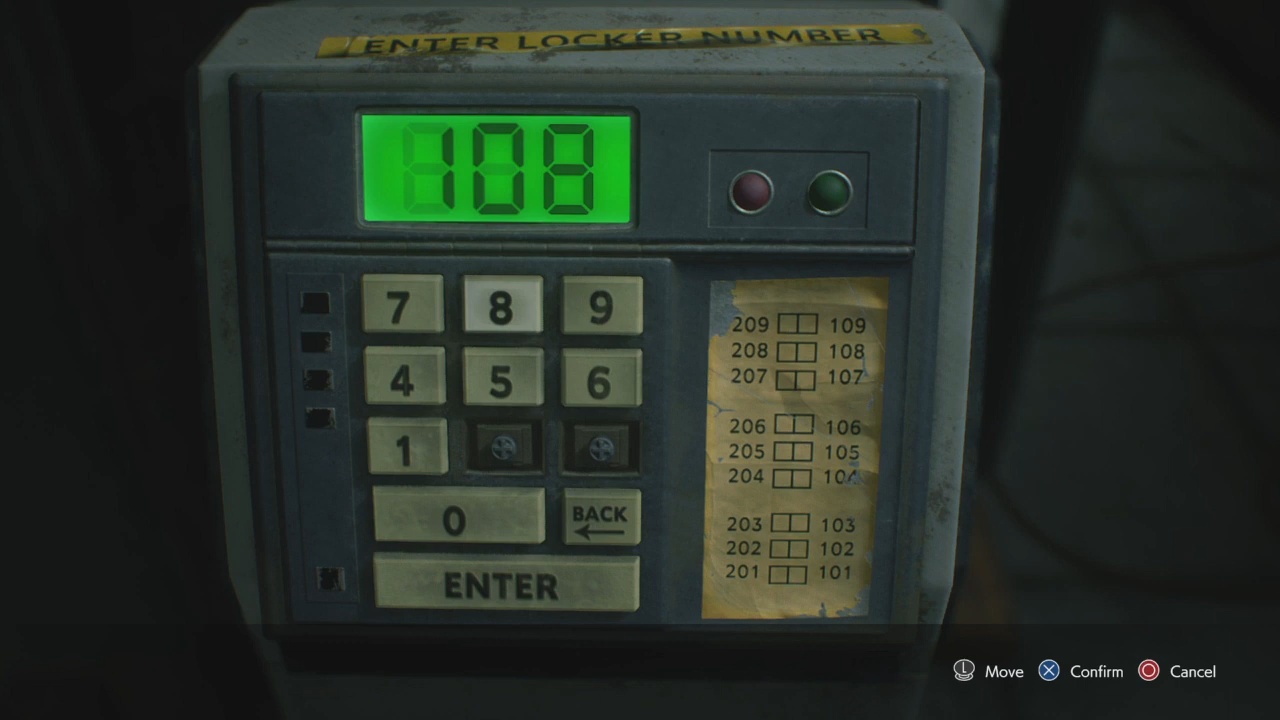 ENTER LOCKER NUMBER
108
7 8 9
4 5 6
1
0 BACK
ENTER
209 109
208 108
207 107
206 106
205 105
204 104
203 103
202 102
201 101
L Move Confirm Cancel